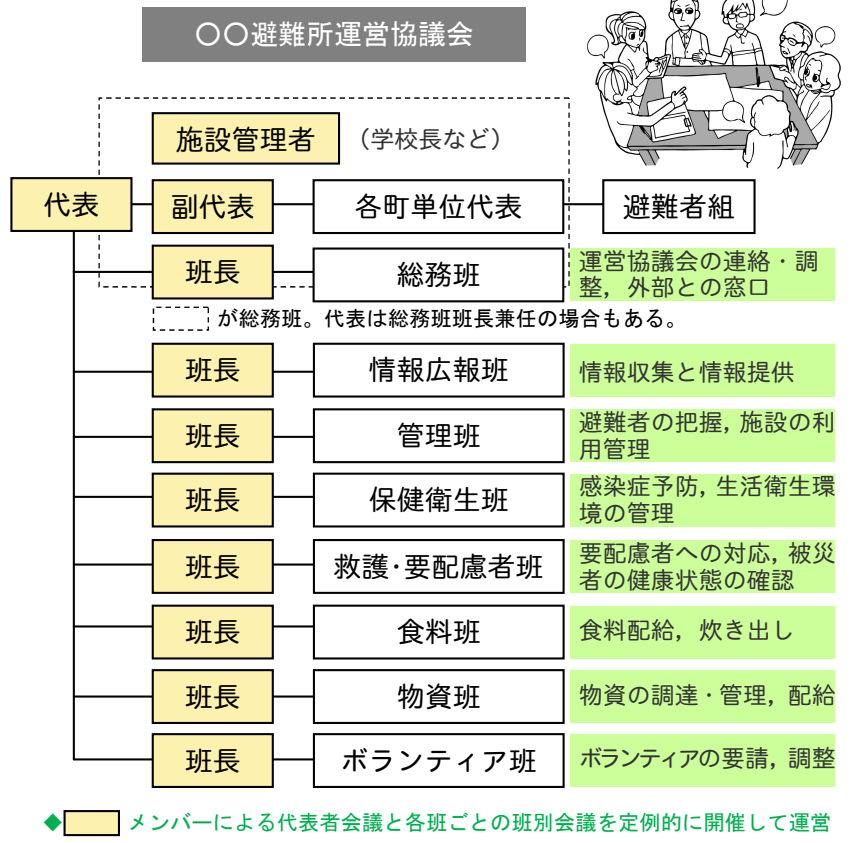 〇〇避難所運営協議会
施設管理者 （学校長など）
代表 副代表 各町単位代表 避難者組
班長 総務班 運営協議会の連絡・調
整，外部との窓口
が総務班。代表は総務班班長兼任の場合もある。
班長 情報広報班 情報収集と情報提供
班長 管理班 避難者の把握，施設の利
用管理
班長 保健衛生班 感染症予防，生活衛生環
境の管理
班長 救護・要配慮者班 要配慮者への対応，被災
者の健康状態の確認
班長 食料班 食料配給，炊き出し
班長 物資班 物資の調達・管理，配給
班長 ボランティア班 ボランティアの要請，調整
◆ メンバーによる代表者会議と各班ごとの班別会議を定例的に開催して運営